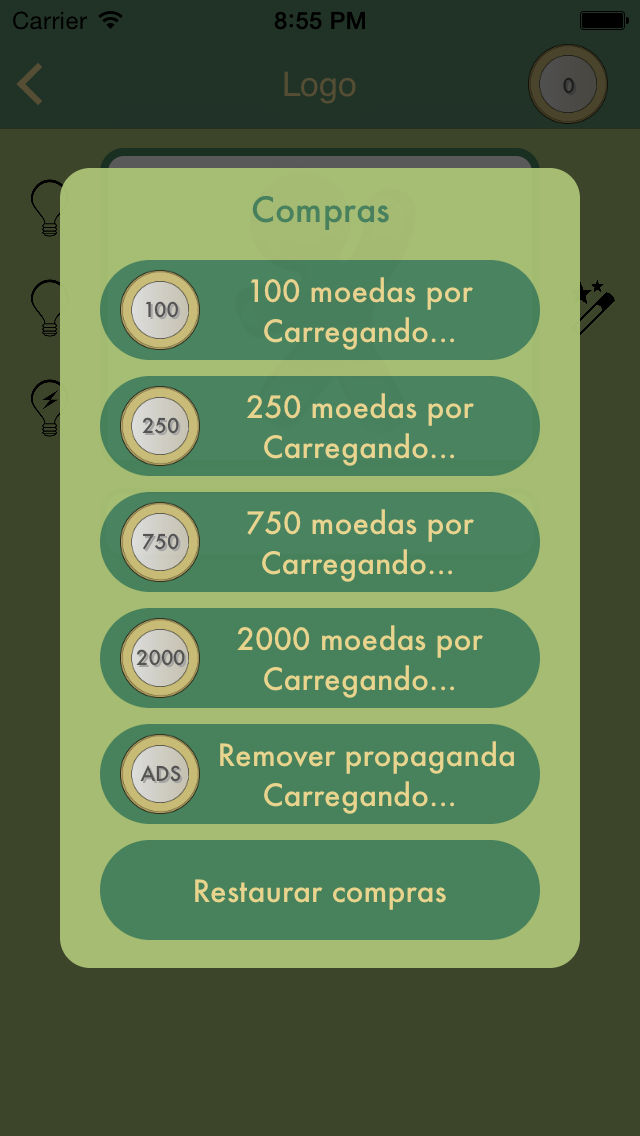 Carrier 8:55 PM
Logo 0
Compras
100 100 moedas por
Carregando...
250 250 moedas por
Carregando...
750 750 moedas por
Carregando...
2000 2000 moedas por
Carregando...
ADS Remover propaganda
Carregando...
Restaurar compras